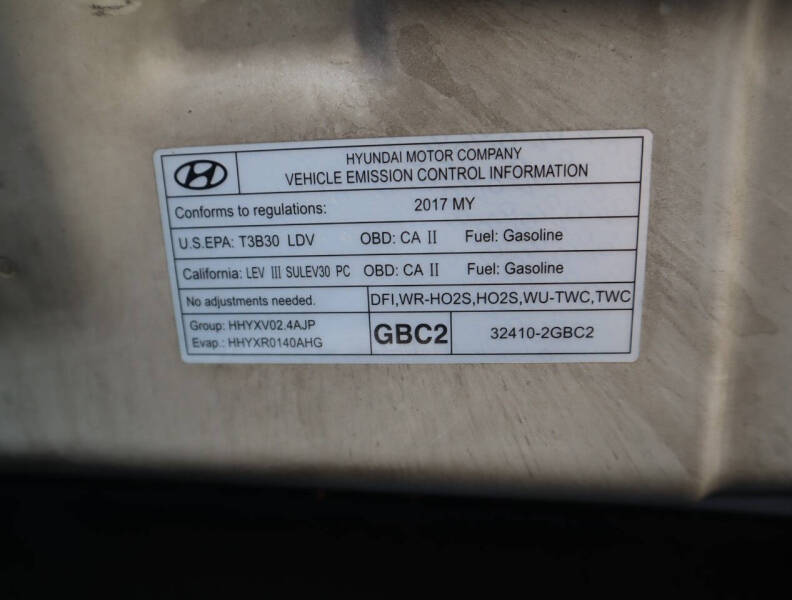 HYUNDAI MOTOR COMPANY
VEHICLE EMISSION CONTROL INFORMATION
Conforms to regulations: 2017 MY
U.S.EPA: T3B30 LDV OBD: CA II Fuel: Gasoline
California: LEV III SULEV30 PC OBD: CA II Fuel: Gasoline
No adjustments needed. DFI,WR-HO2S,HO2S,WU-TWC,TWC
Group: HHYXV02.4AJP
Evap.: HHYXR0140AHG
GBC2 32410-2GBC2